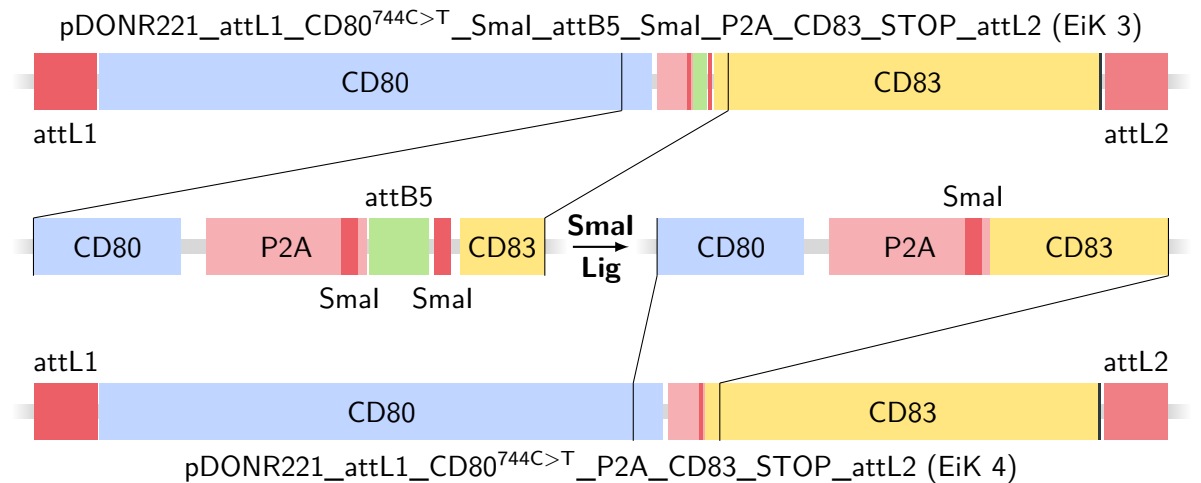 pDONR221_attL1_CD80744C>T_SmaI_attB5_SmaI_P2A_CD83_STOP_attL2 (EiK 3)
CD80 CD83
attL1 attL2
attB5 SmaI
CD80 P2A CD83 SmaI CD80 P2A CD83
Lig
SmaI SmaI
attL1 attL2
CD80 CD83
pDONR221_attL1_CD80744C>T_P2A_CD83_STOP_attL2 (EiK 4)